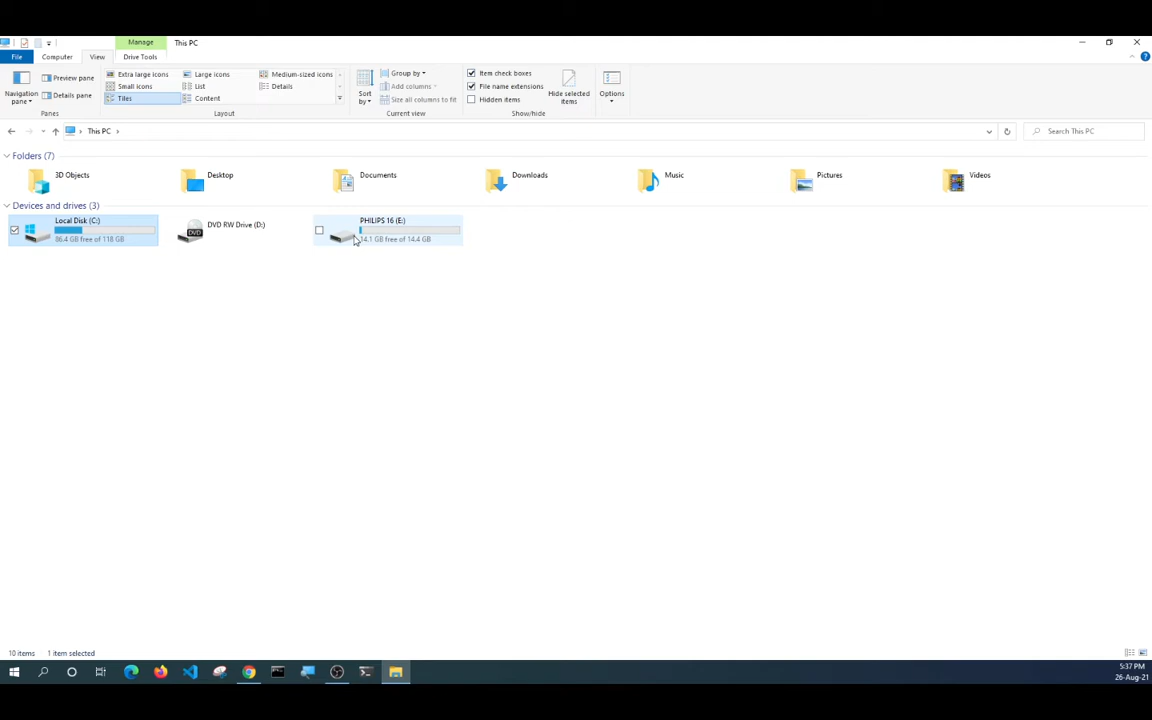 Manage
This PC
File
Computer
View
Drive Tools
Navigation pane
Preview pane
Details pane
Panes
Extra large icons
Large icons
Medium-sized icons
Small icons
List
Details
Tiles
Content
Layout
Sort by
Group by
Add columns
Size all columns to fit
Current view
Item check boxes
File name extensions
Hidden items
Hide selected items
Show/hide
Options
This PC
Search This PC
Folders (7)
3D Objects
Desktop
Documents
Downloads
Music
Pictures
Videos
Devices and drives (3)
Local Disk (C:)
86.4 GB free of 118 GB
DVD
DVD RW Drive (D:)
PHILIPS 16 (E:)
14.1 GB free of 14.4 GB
10 items
1 item selected
5:37 PM
26-Aug-21